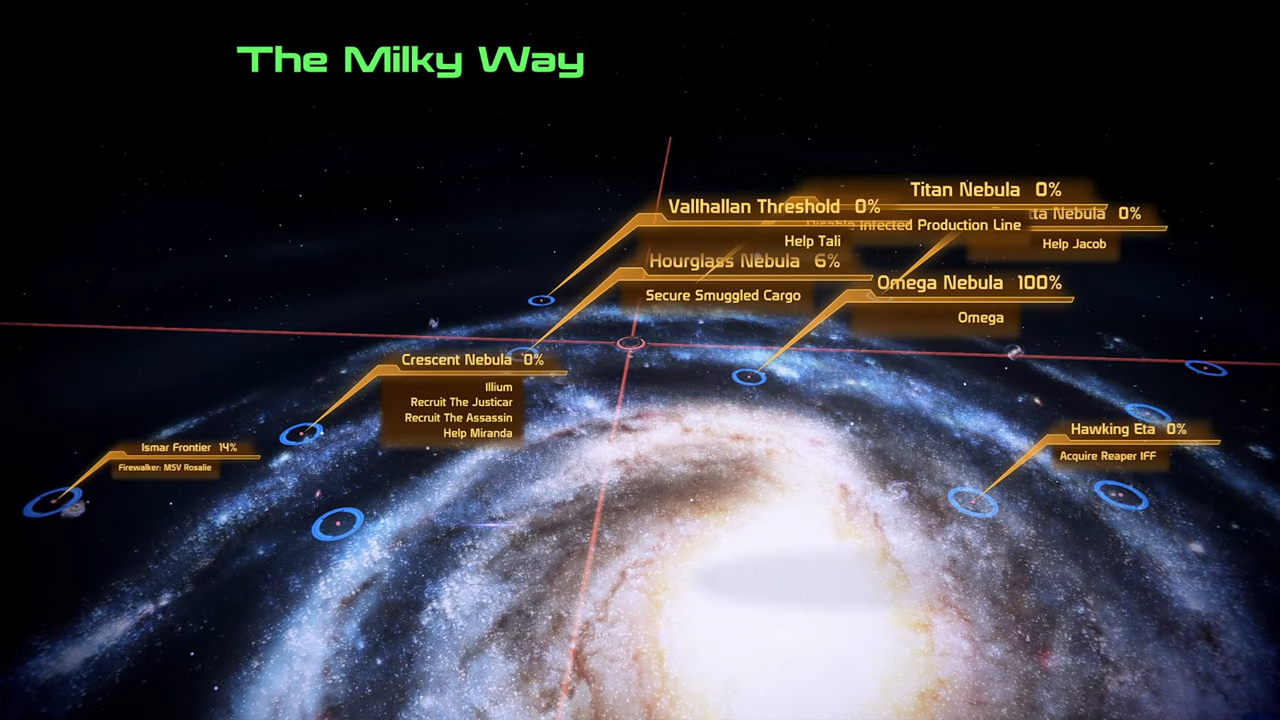 The Milky Way
Titan Nebula 0%
Disable Infected Production Line
Vallhallan Threshold 0%
Help Tali
Nebula 0%
Help Jacob
Hourglass Nebula 6%
Secure Smuggled Cargo
Omega Nebula 100%
Omega
Crescent Nebula 0%
Illium
Recruit The Justicar
Recruit The Assassin
Help Miranda
Ismar Frontier 14%
Firewalker: MSV Rosalie
Hawking Eta 0%
Acquire Reaper IFF